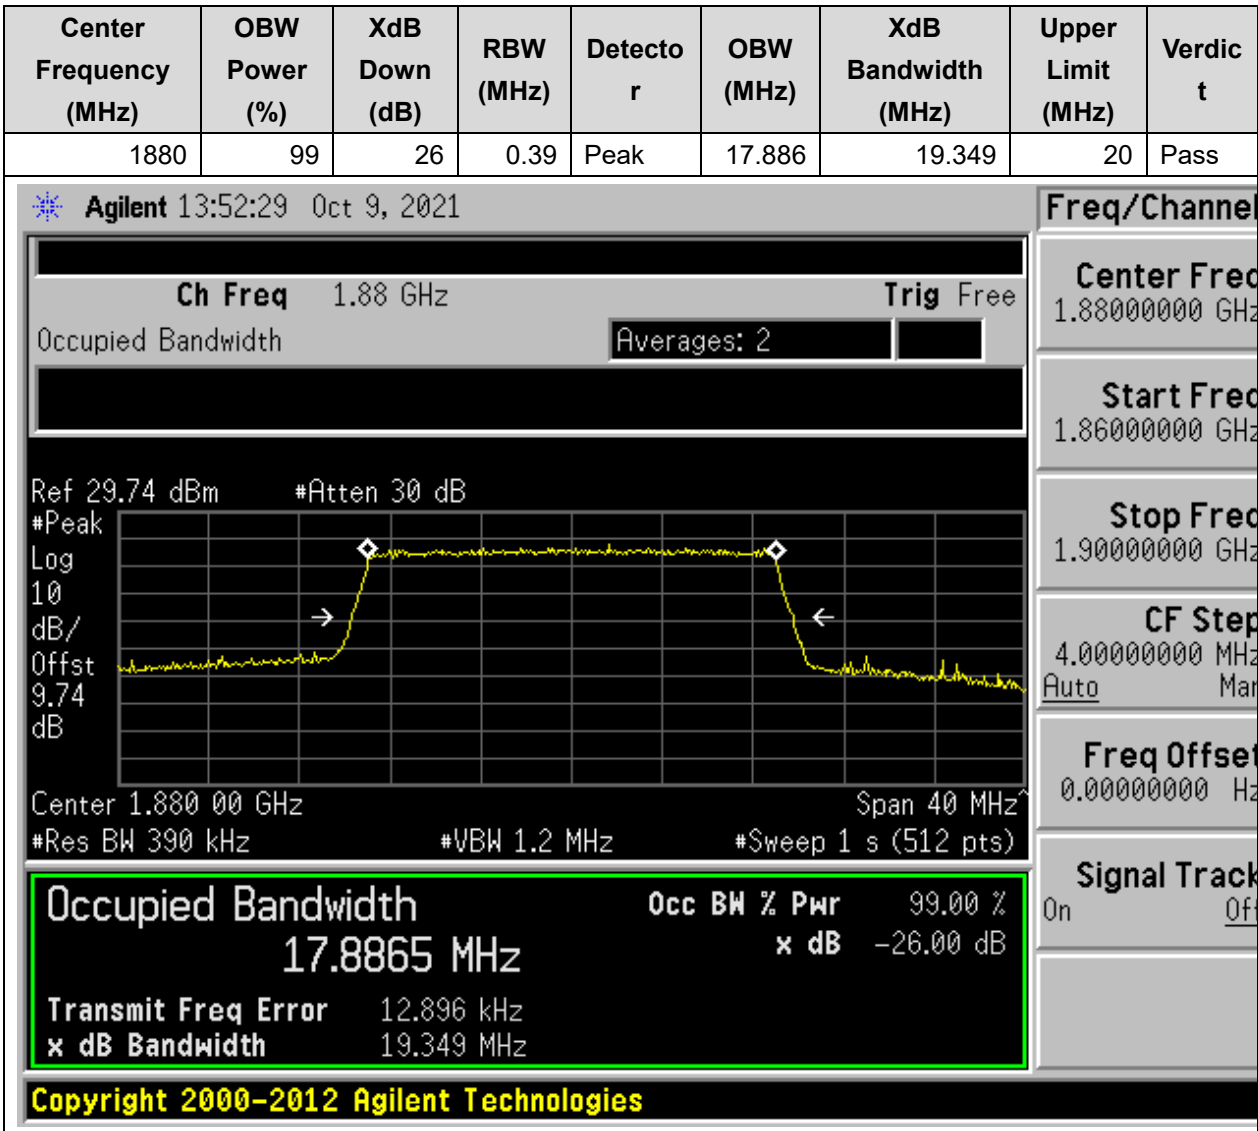 Center Frequency (MHz) OBW Power (%) XdB Down (dB) RBW (MHz) Detecto r OBW (MHz) XdB Bandwidth (MHz) Upper Limit (MHz) Verdic t
1880 99 26 0.39 Peak 17.886 19.349 20 Pass
Agilent 13:52:29 Oct 9, 2021
Freq/Channel
Ch Freq 1.88 GHz Trig Free
Occupied Bandwidth Averages: 2
Center Freq
1.88000000 GHz
Start Freq
1.86000000 GHz
Stop Freq
1.90000000 GHz
CF Step
4.00000000 MHz
Auto Man
Freq Offset
0.00000000 Hz
Signal Track
On Off
Ref 29.74 dBm #Atten 30 dB
#Peak
Log
10
dB/
Offst
9.74
dB
Center 1.880 00 GHz Span 40 MHz^
#Res BW 390 kHz #VBW 1.2 MHz #Sweep 1 s (512 pts)
Occupied Bandwidth
17.8865 MHz
Occ BW % Pwr 99.00 %
x dB -26.00 dB
Transmit Freq Error 12.896 kHz
x dB Bandwidth 19.349 MHz
Copyright 2000-2012 Agilent Technologies